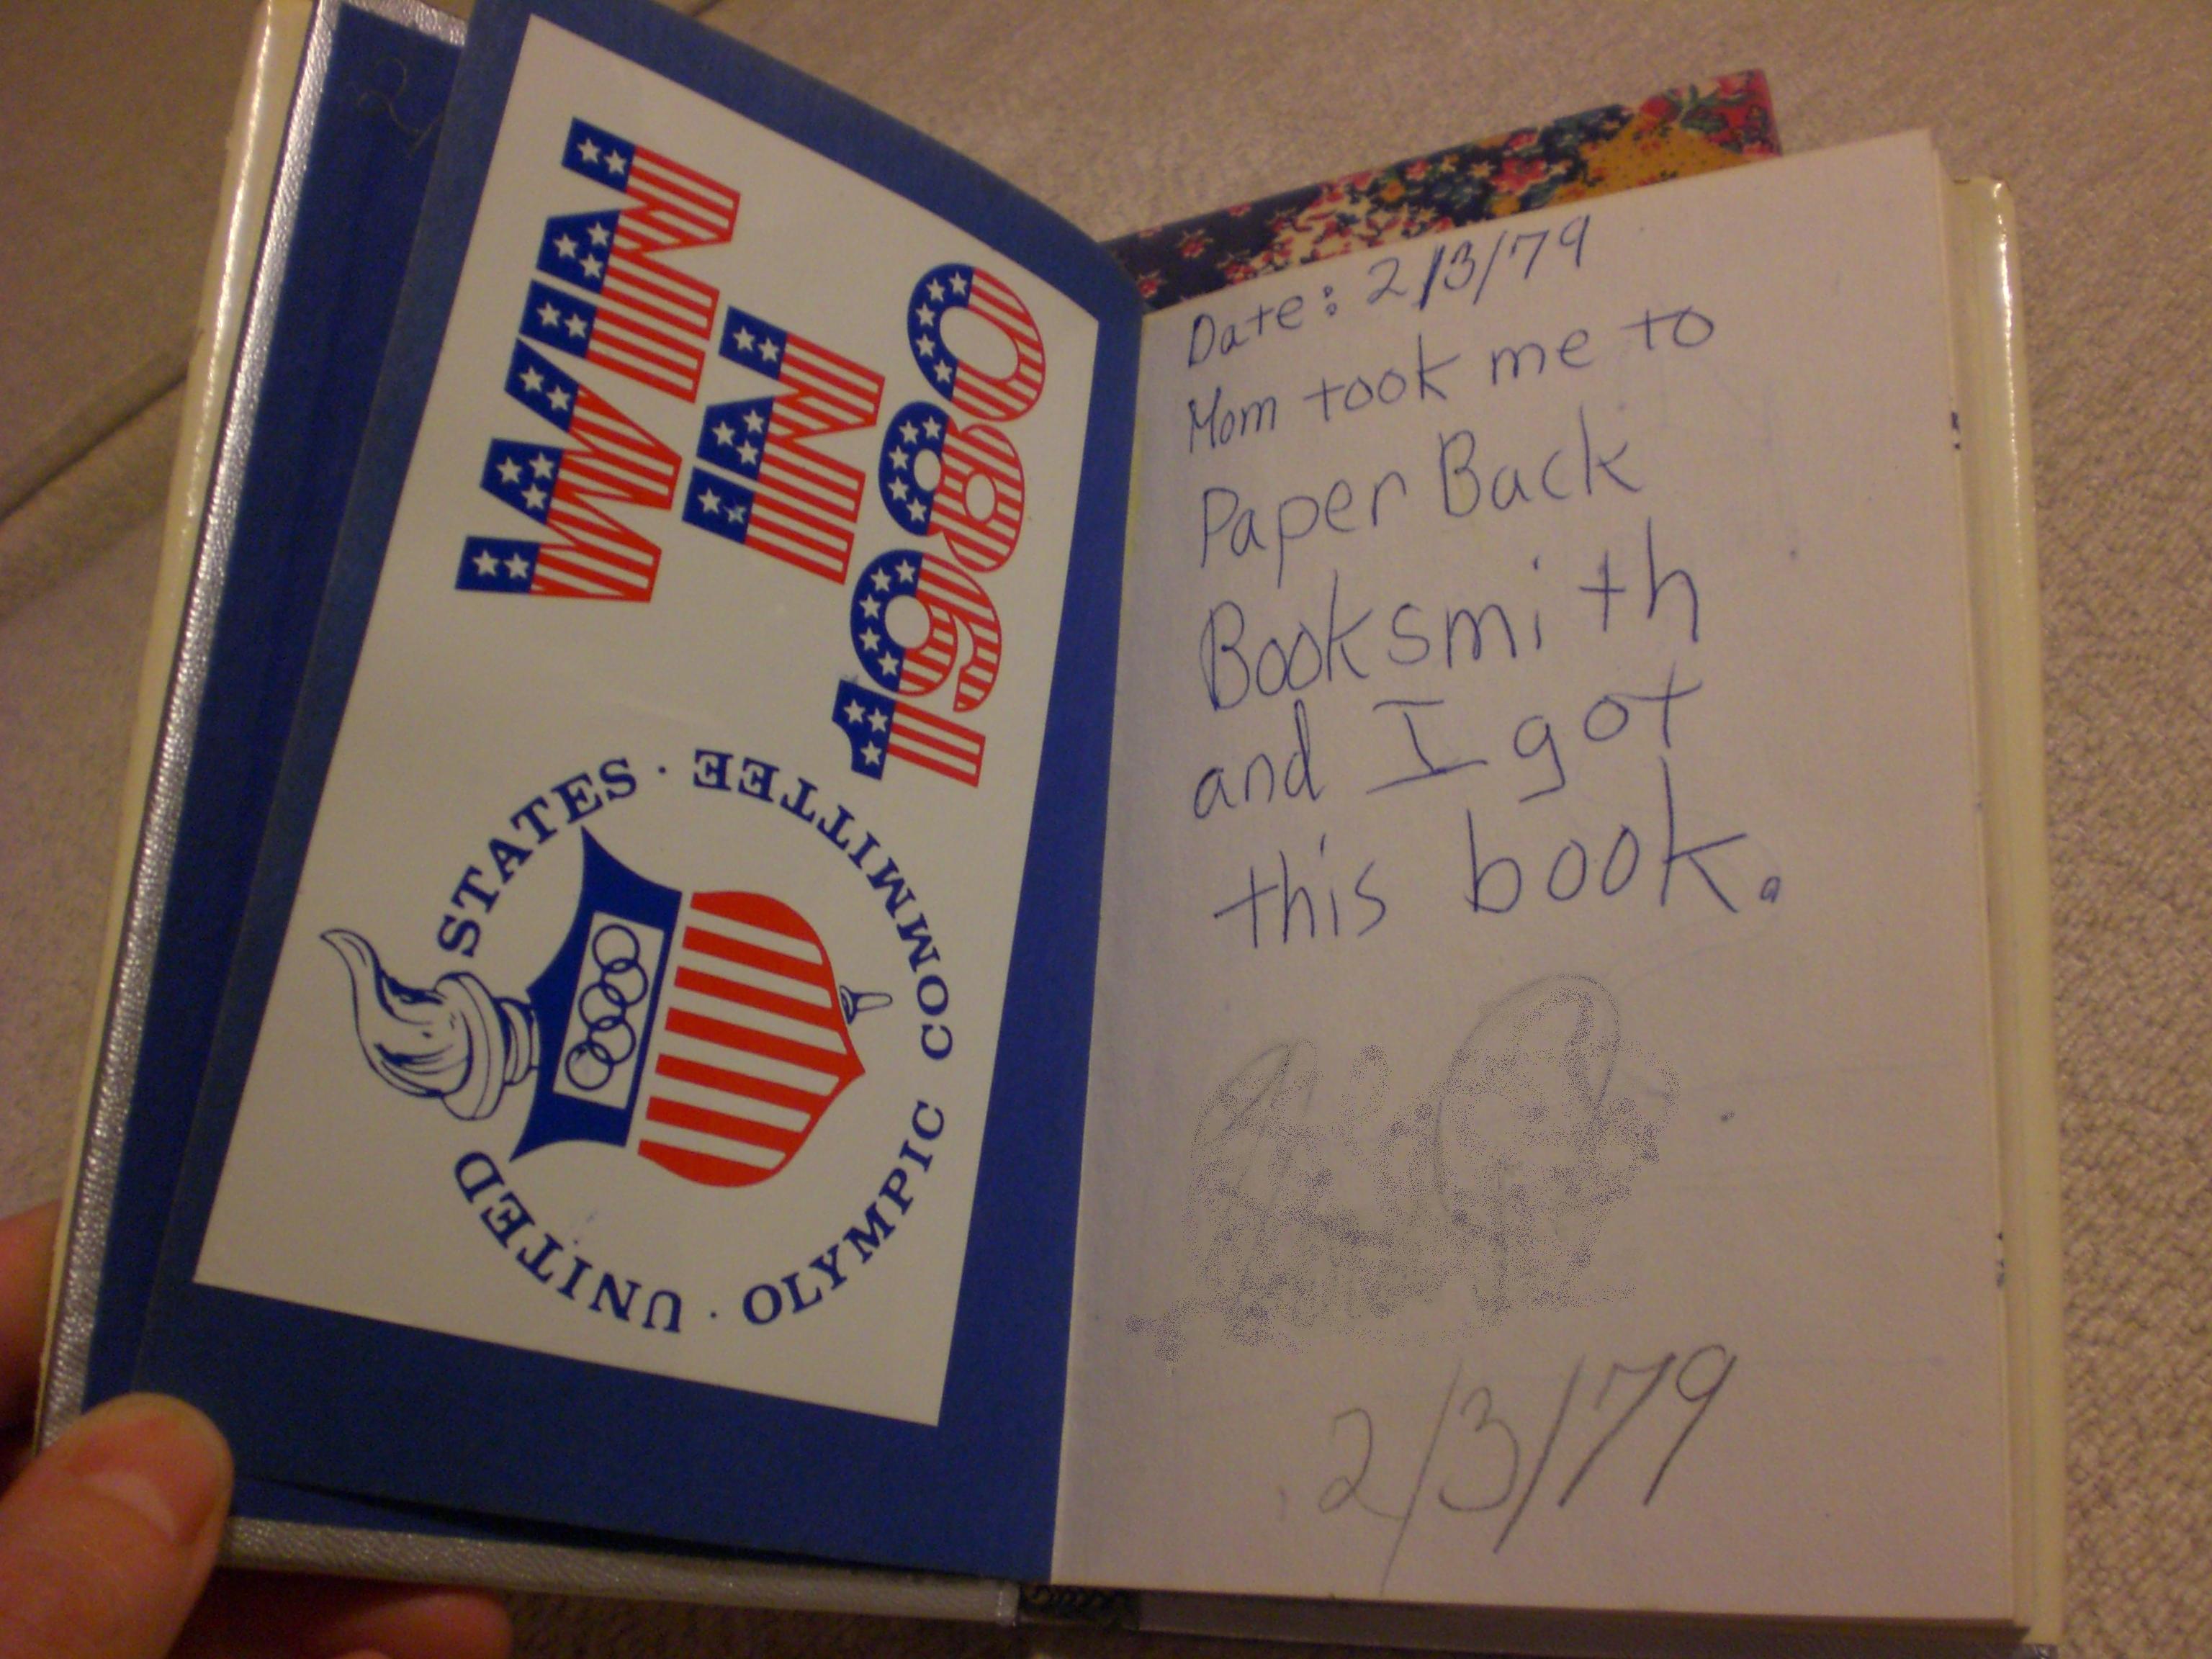 WIN
IN
1980
UNITED STATES · OLYMPIC COMMITTEE ·
Date: 2/3/79
Mom took me to
Paper Back
Booksmith
and I got
this book.
2/3/79